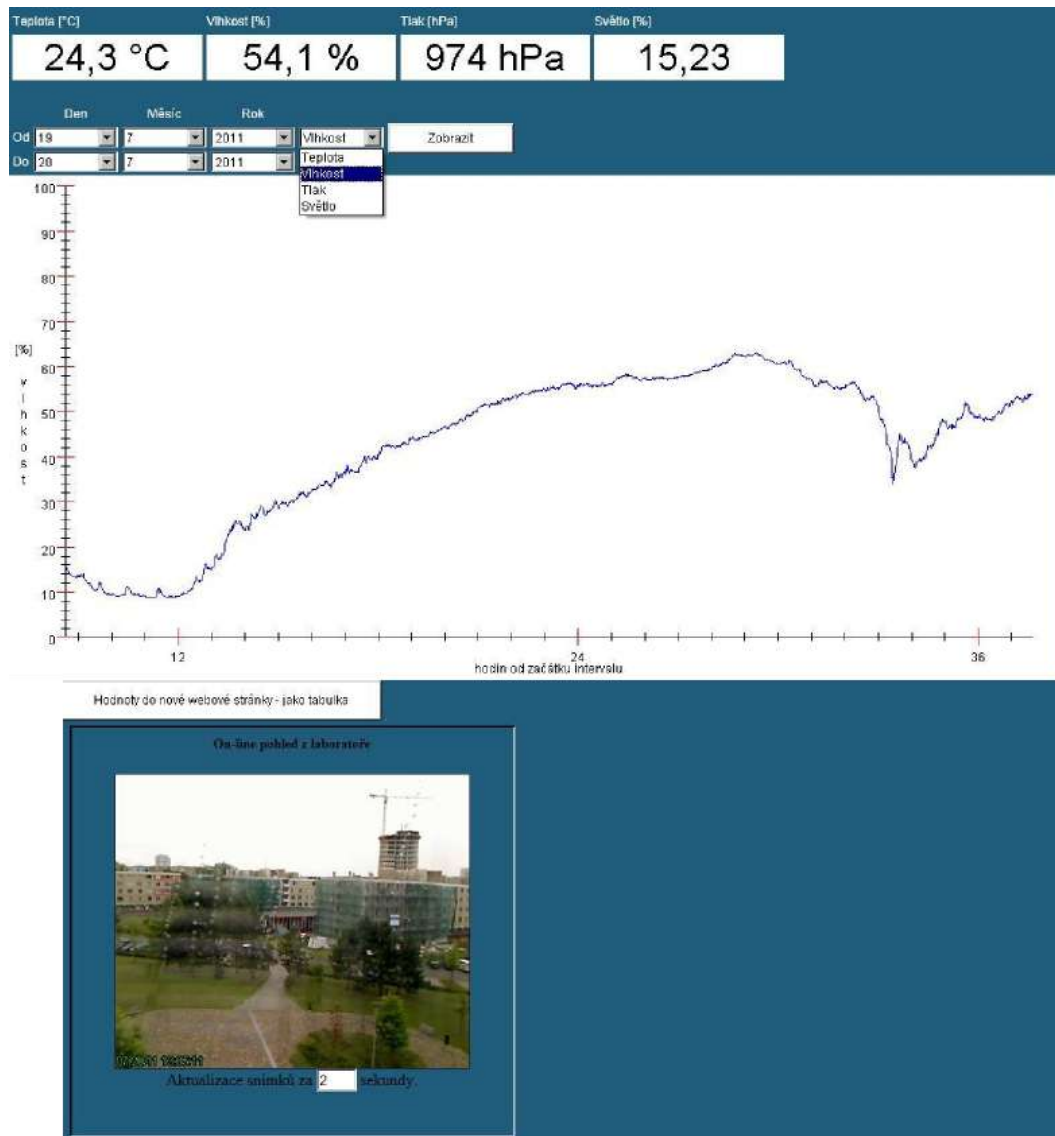 Teplota [°C] Vlhkost [%] Tlak [hPa] Světlo [%]
24,3 °C 54,1 % 974 hPa 15,23
Den Měsíc Rok
Od 19 7 2011 Vlhkost Zobrazit
Do 20 7 2011 Teplota
Vlhkost
Tlak
Světlo
100
90
80
70
[%]
60
vlhkost
50
40
30
20
10
0
12 24 36
hodin od začátku intervalu
Hodnoty do nové webové stránky - jako tabulka
On-line pohled z laboratoře
Aktualizace snímků za 2 sekundy.